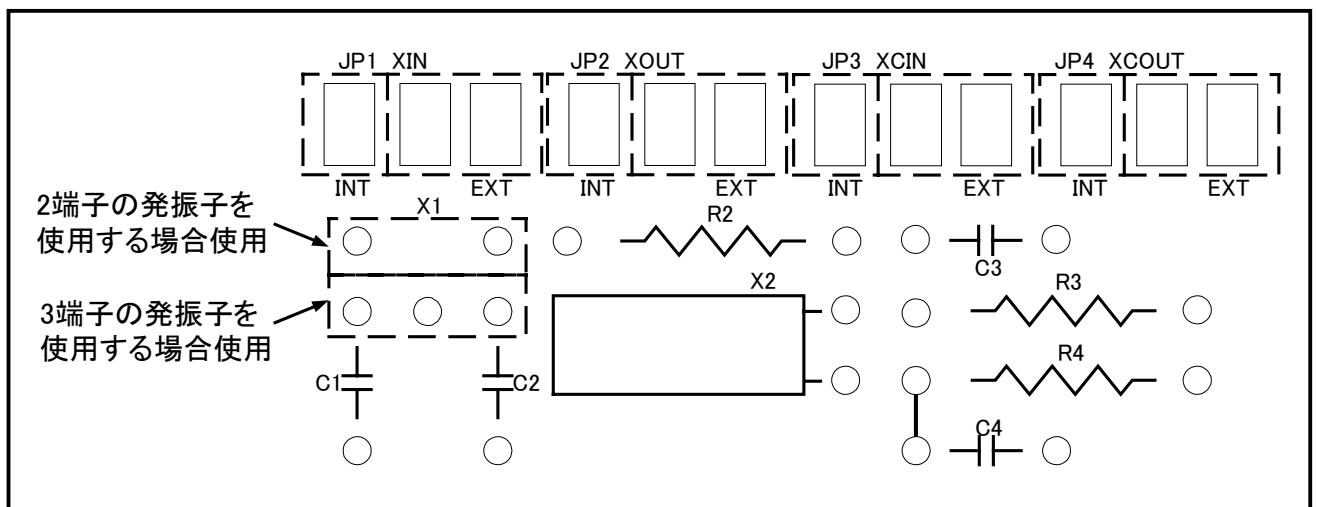 JP1 XIN JP2 XOUT JP3 XCIN JP4 XCOUT
INT EXT INT EXT INT EXT INT EXT
2端子の発振子を
使用する場合使用
X1
R2
C3
3端子の発振子を
使用する場合使用
X2
R3
C1
C2
R4
C4